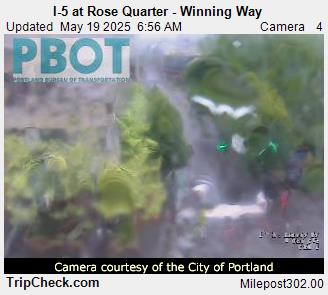 I-5 at Rose Quarter - Winning Way
Updated May 19 2025 6:56 AM Camera 4
PBOT
PORTLAND BUREAU OF TRANSPORTATION
Camera courtesy of the City of Portland
TripCheck.com Milepost302.00